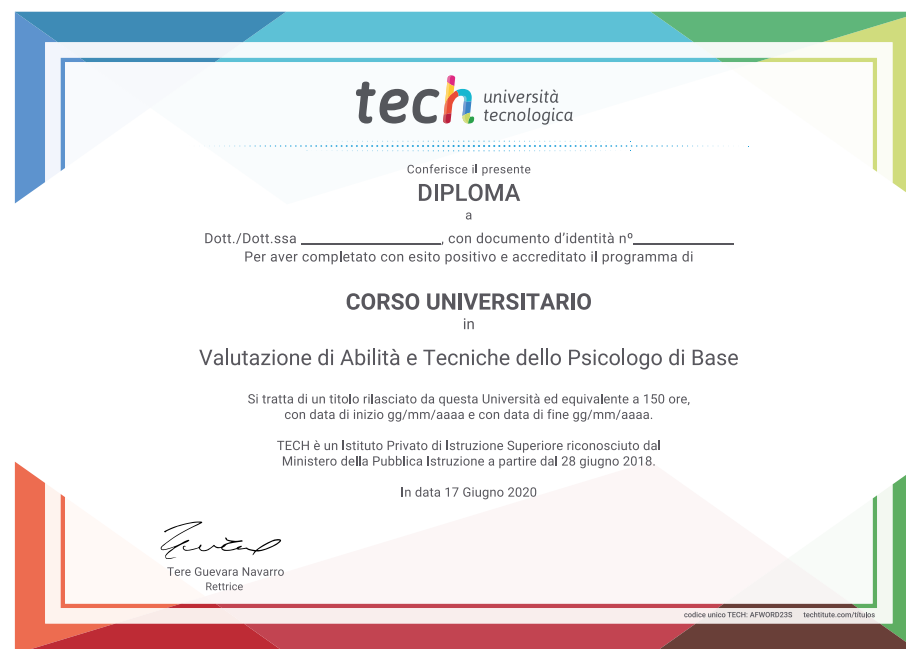 tech università
tecnologica
Conferisce il presente
DIPLOMA
a
Dott./Dott.ssa ____________________, con documento d'identità nº______________
Per aver completato con esito positivo e accreditato il programma di
CORSO UNIVERSITARIO
in
Valutazione di Abilità e Tecniche dello Psicologo di Base
Si tratta di un titolo rilasciato da questa Università ed equivalente a 150 ore,
con data di inizio gg/mm/aaaa e con data di fine gg/mm/aaaa.
TECH è un Istituto Privato di Istruzione Superiore riconosciuto dal
Ministero della Pubblica Istruzione a partire dal 28 giugno 2018.
In data 17 Giugno 2020
Tere Guevara Navarro
Rettrice
codice unico TECH: AFWORD23S techtitute.com/títulos